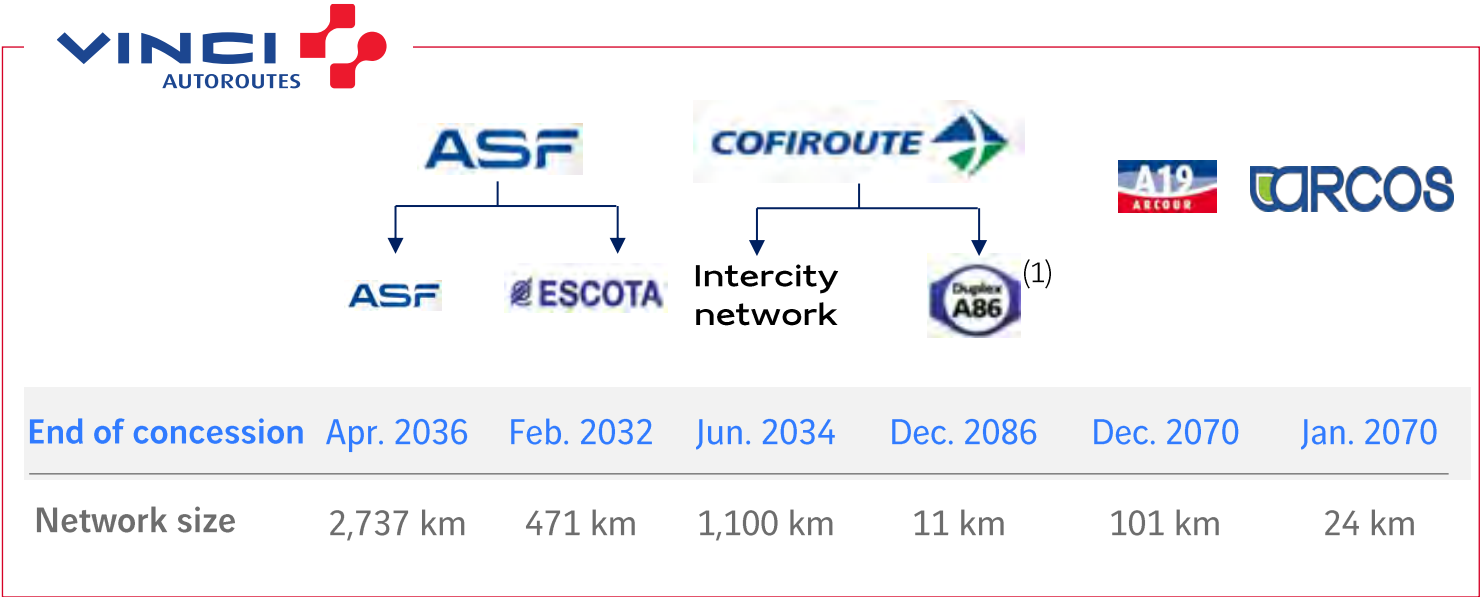 VINCI
AUTOROUTES
ASF
COFIROUTE
A19
ARCOUR
ARCOS
ASF
ESCOTA
Intercity
network
Duplex
A86
(1)
End of concession Apr. 2036 Feb. 2032 Jun. 2034 Dec. 2086 Dec. 2070 Jan. 2070
Network size 2,737 km 471 km 1,100 km 11 km 101 km 24 km